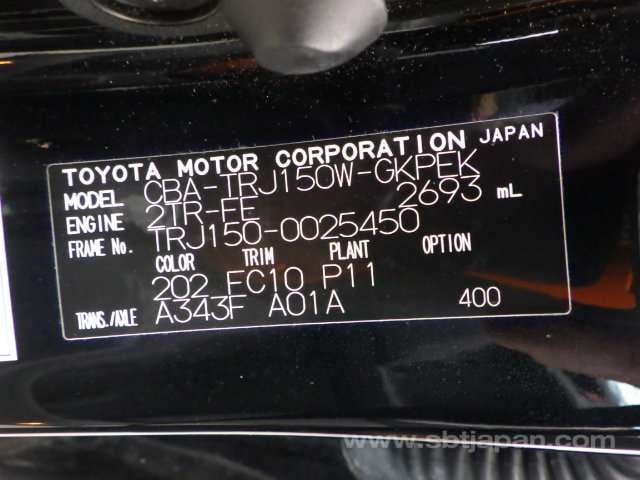 TOYOTA MOTOR CORPORATION JAPAN
MODEL CBA-TRJ150W-GKPEK
ENGINE 2TR-FE 2693 mL
FRAME No. TRJ150-0025450
COLOR TRIM PLANT OPTION
202 FC10 P11
TRANS./AXLE A343F A01A 400
www.sbtjapan.com